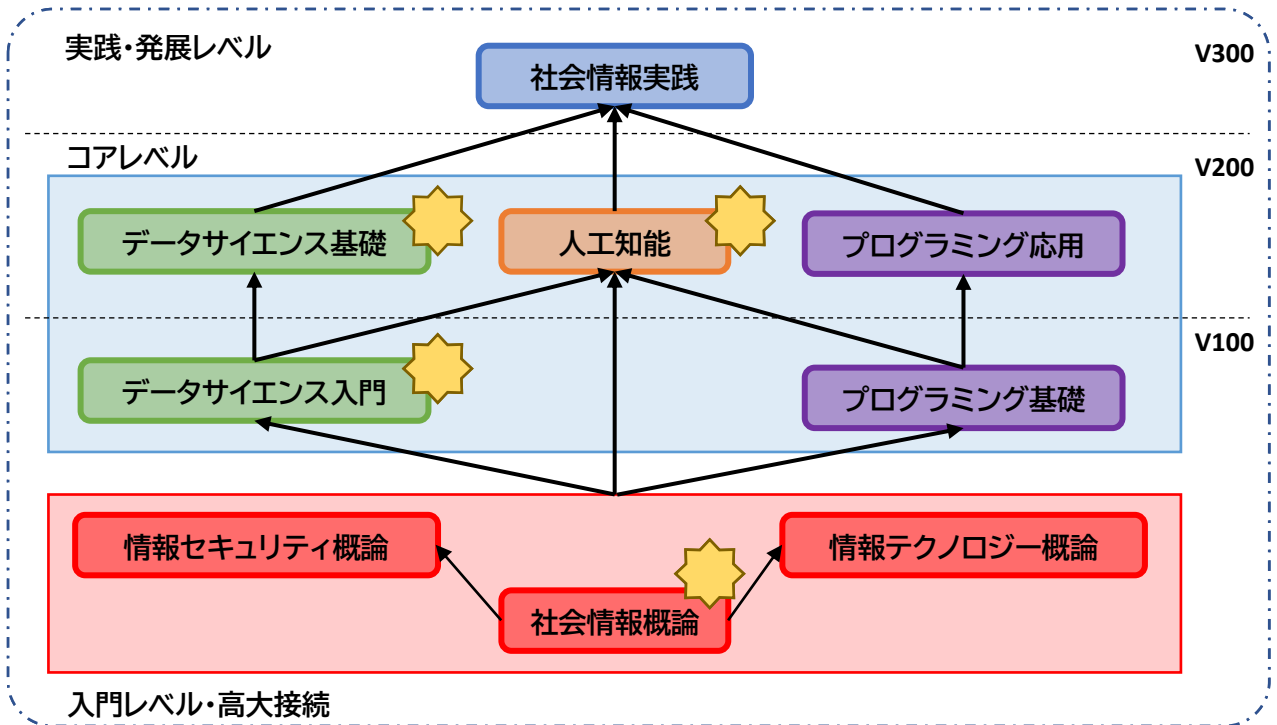 実践・発展レベル
V300
社会情報実践
コアレベル
V200
データサイエンス基礎
人工知能
プログラミング応用
V100
データサイエンス入門
プログラミング基礎
情報セキュリティ概論
情報テクノロジー概論
社会情報概論
入門レベル・高大接続